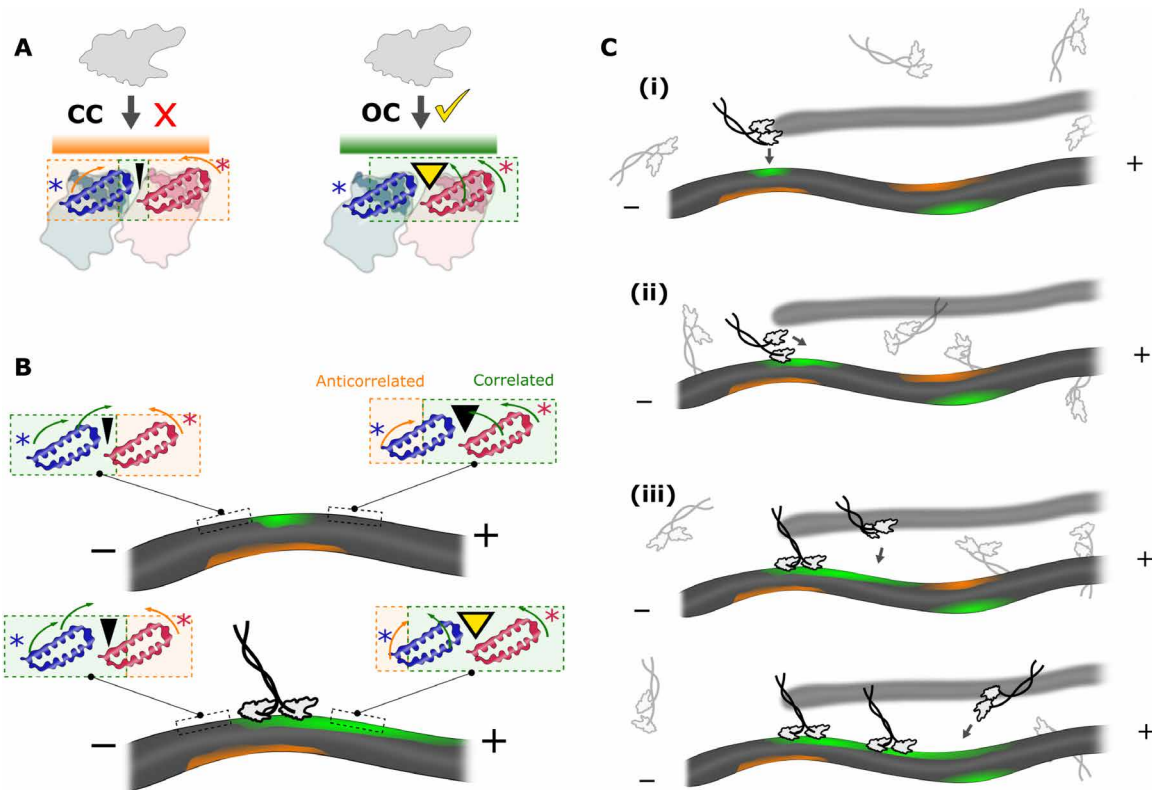 A
CC X
OC
*
*
*
*
B
Anticorrelated
Correlated
*
*
*
*
− +
*
*
*
*
− +
C
(i)
− +
(ii)
− +
(iii)
− +
− +